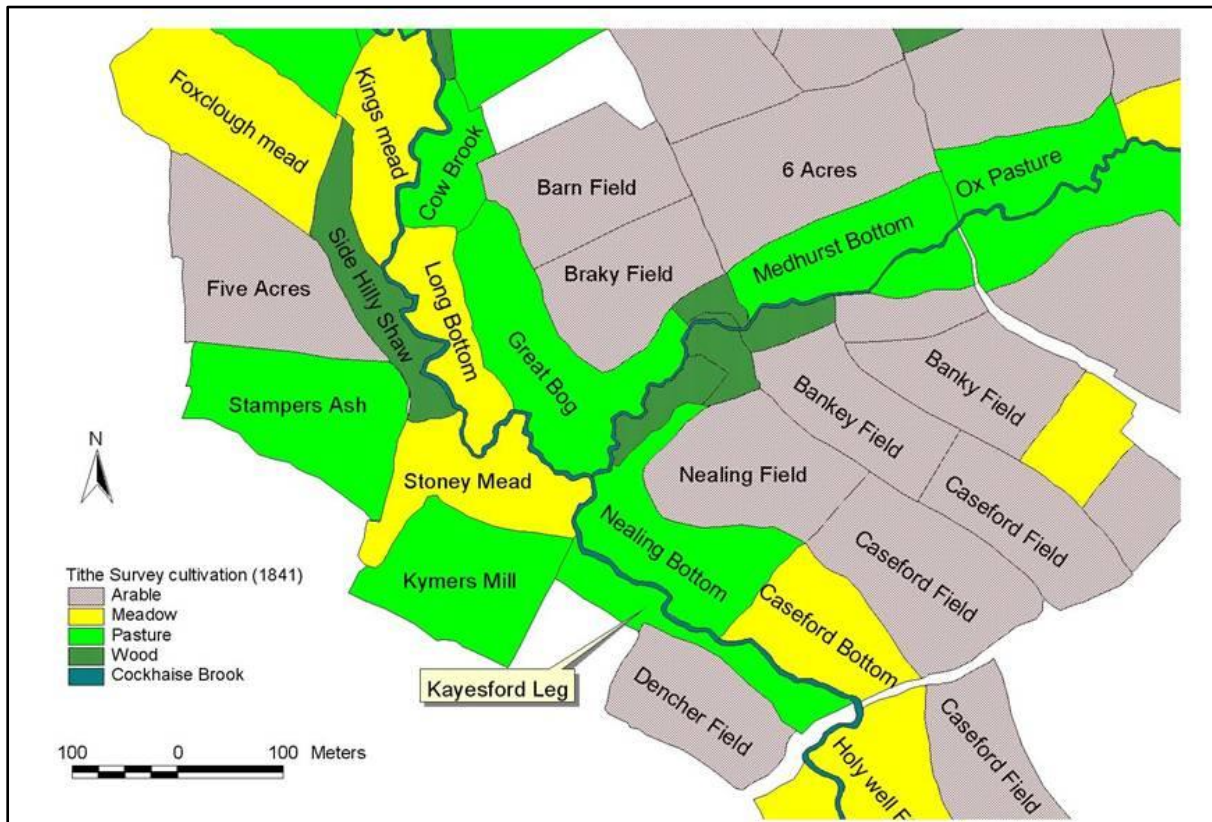 Foxclough mead
Kings mead
Cow Brook
Barn Field
6 Acres
Ox Pasture
Medhurst Bottom
Side Hilly Shaw
Five Acres
Long Bottom
Braky Field
Great Bog
Stampers Ash
Banky Field
Bankey Field
Stoney Mead
Nealing Field
Caseford Field
Caseford Field
Kymers Mill
Nealing Bottom
Caseford Bottom
Kayesford Leg
Dencher Field
Caseford Field
Holy well F
N
Tithe Survey cultivation (1841)
Arable
Meadow
Pasture
Wood
Cockhaise Brook
100 0 100 Meters